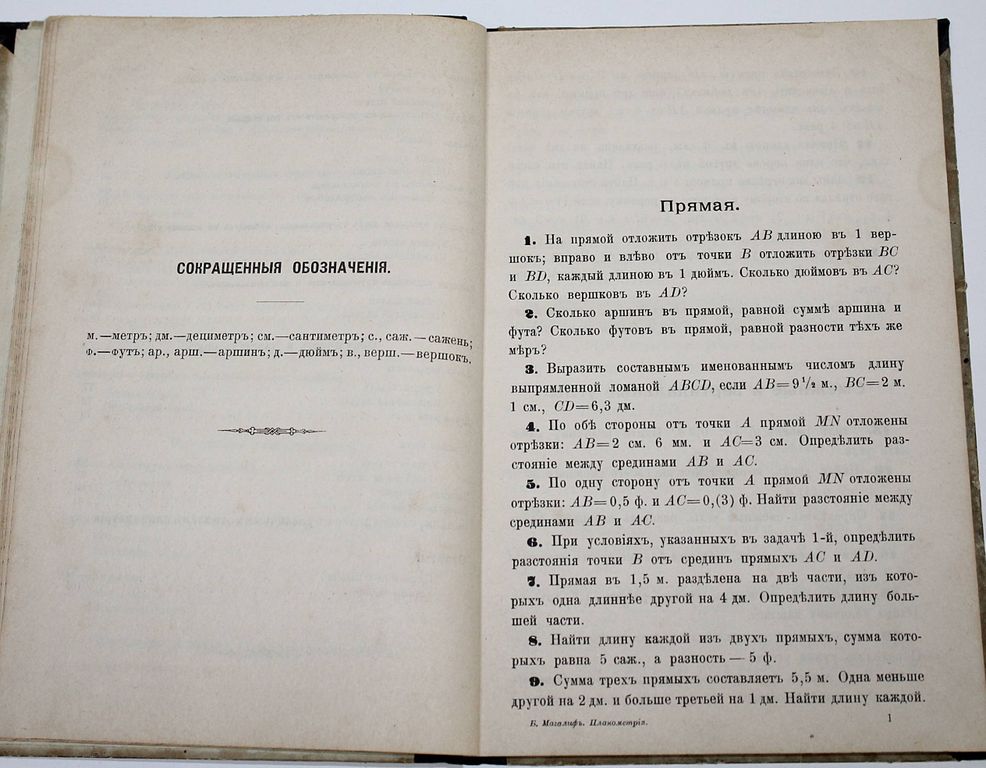 СОКРАЩЕННЫЯ ОБОЗНАЧЕНІЯ.
м.—метръ; дм.—дециметръ; см.—сантиметръ; с., саж.—сажень;
ф.—футъ; ар., арш.—аршинъ; д.—дюймъ; в., верш.—вершокъ.
Прямая.
1. На прямой отложить отрѣзокъ AB длиною въ 1 вер-
шокъ; вправо и влѣво отъ точки B отложить отрѣзки BC
и BD, каждый длиною въ 1 дюймъ. Сколько дюймовъ въ AC?
Сколько вершковъ въ AD?
2. Сколько аршинъ въ прямой, равной суммѣ аршина и
фута? Сколько футовъ въ прямой, равной разности тѣхъ же
мѣръ?
3. Выразить составнымъ именованнымъ числомъ длину
выпрямленной ломаной ABCD, если AB=9 1/2 м., BC=2 м.
1 см., CD=6,3 дм.
4. По обѣ стороны отъ точки A прямой MN отложены
отрѣзки: AB=2 см. 6 мм. и AC=3 см. Опредѣлить раз-
стояніе между срединами AB и AC.
5. По одну сторону отъ точки A прямой MN отложены
отрѣзки: AB=0,5 ф. и AC=0,(3) ф. Найти разстояніе между
срединами AB и AC.
6. При условіяхъ, указанныхъ въ задачѣ 1-й, опредѣлить
разстоянія точки B отъ срединъ прямыхъ AC и AD.
7. Прямая въ 1,5 м. раздѣлена на двѣ части, изъ кото-
рыхъ одна длиннѣе другой на 4 дм. Опредѣлить длину боль-
шей части.
8. Найти длину каждой изъ двухъ прямыхъ, сумма кото-
рыхъ равна 5 саж., а разность — 5 ф.
9. Сумма трехъ прямыхъ составляетъ 5,5 м. Одна меньше
другой на 2 дм. и больше третьей на 1 дм. Найти длину каждой.
Б. Магалифъ. Планометрія.
1